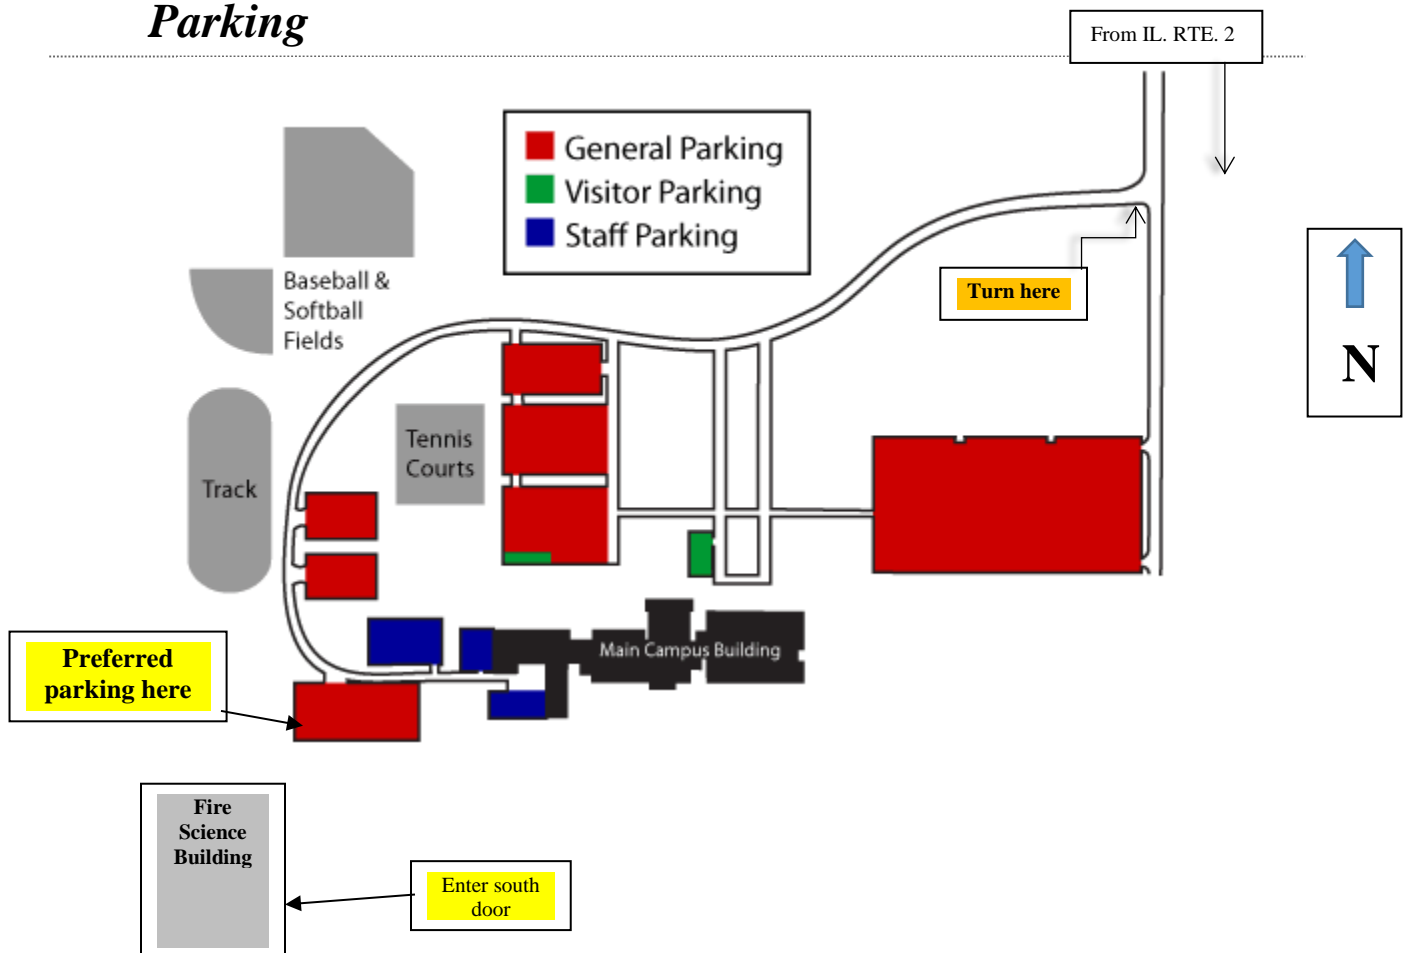 Parking
From IL. RTE. 2
General Parking
Visitor Parking
Staff Parking
Baseball &
Softball
Fields
Turn here
N
Tennis
Courts
Track
Main Campus Building
Preferred
parking here
Fire
Science
Building
Enter south
door